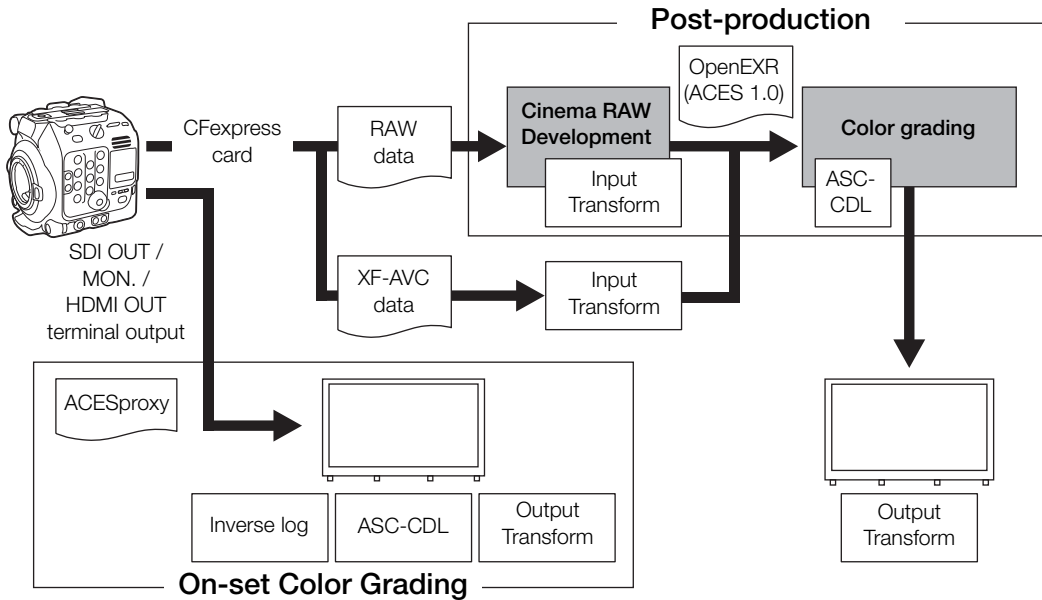 Post-production
OpenEXR
(ACES 1.0)
CFexpress
card
RAW
data
Cinema RAW
Development
Input
Transform
Color grading
ASC-
CDL
SDI OUT /
MON. /
HDMI OUT
terminal output
XF-AVC
data
Input
Transform
ACESproxy
Inverse log
ASC-CDL
Output
Transform
On-set Color Grading
Output
Transform